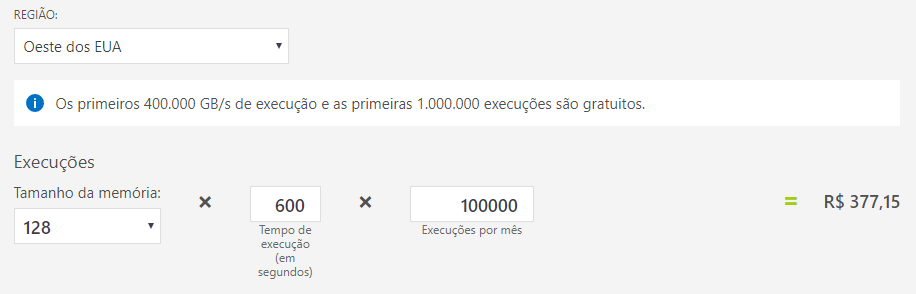 REGIÃO:
Oeste dos EUA
Os primeiros 400.000 GB/s de execução e as primeiras 1.000.000 execuções são gratuitos.
Execuções
Tamanho da memória:
128
×
600
Tempo de
execução
(em
segundos)
×
100000
Execuções por mês
= R$ 377,15